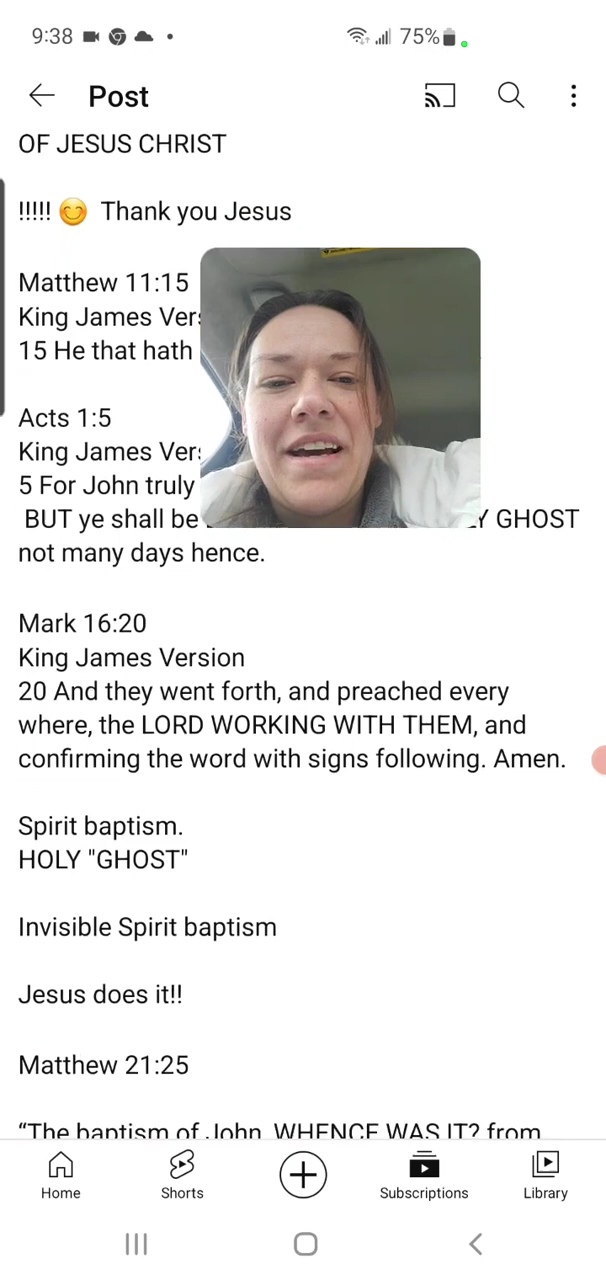 9:38
75%
Post
OF JESUS CHRIST
!!!!! 😊 Thank you Jesus
Matthew 11:15
King James
15 He that hath
Acts 1:5
King James
5 For John truly
BUT ye shall be Y GHOST
not many days hence.
Mark 16:20
King James Version
20 And they went forth, and preached every
where, the LORD WORKING WITH THEM, and
confirming the word with signs following. Amen.
Spirit baptism.
HOLY "GHOST"
Invisible Spirit baptism
Jesus does it!!
Matthew 21:25
“The baptism of John, WHENCE WAS IT? from
Home
Shorts
Subscriptions
Library